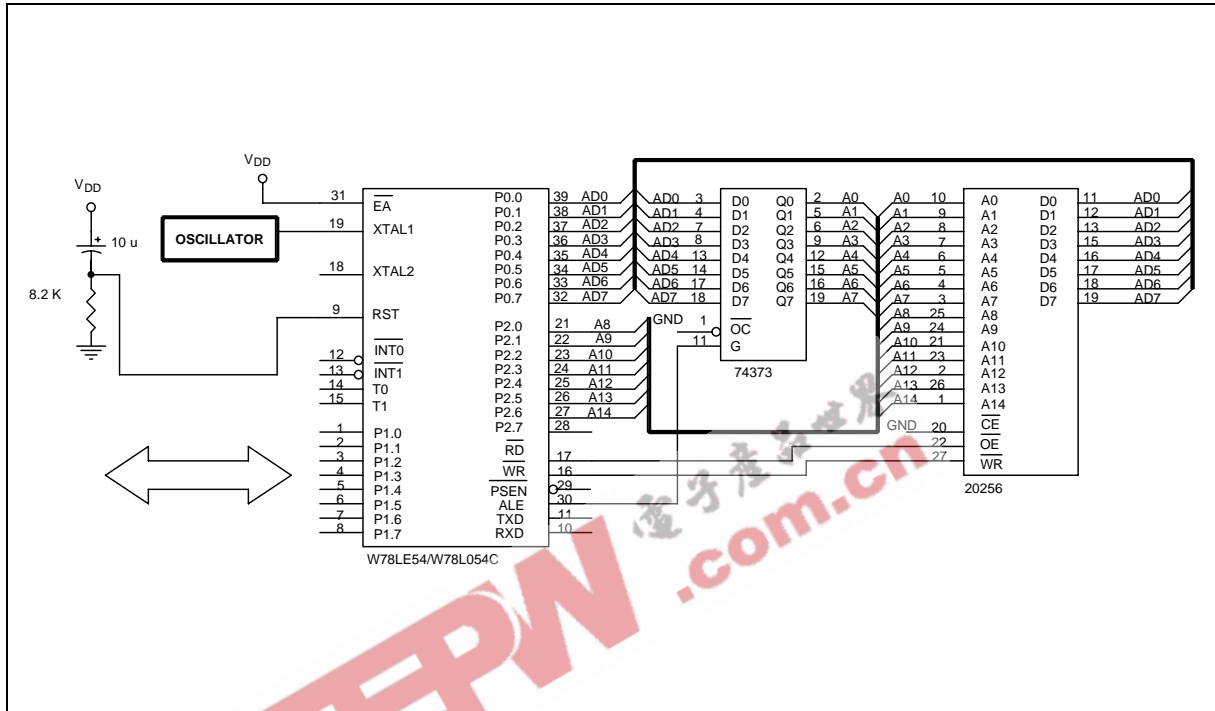 VDD
10 u
8.2 K
VDD
OSCILLATOR
31 EA
19 XTAL1
18 XTAL2
9 RST
12 INT0
13 INT1
14 T0
15 T1
1 P1.0
2 P1.1
3 P1.2
4 P1.3
5 P1.4
6 P1.5
7 P1.6
8 P1.7
P0.0 39 AD0
P0.1 38 AD1
P0.2 37 AD2
P0.3 36 AD3
P0.4 35 AD4
P0.5 34 AD5
P0.6 33 AD6
P0.7 32 AD7
P2.0 21 A8
P2.1 22 A9
P2.2 23 A10
P2.3 24 A11
P2.4 25 A12
P2.5 26 A13
P2.6 27 A14
P2.7 28
RD 17
WR 16
PSEN 29
ALE 30
TXD 11
RXD 10
W78LE54/W78L054C
AD0 3 D0 Q0 2 A0
AD1 4 D1 Q1 5 A1
AD2 7 D2 Q2 6 A2
AD3 8 D3 Q3 9 A3
AD4 13 D4 Q4 12 A4
AD5 14 D5 Q5 15 A5
AD6 17 D6 Q6 16 A6
AD7 18 D7 Q7 19 A7
GND 1 OC
11 G
74373
A0 10 A0 D0 11 AD0
A1 9 A1 D1 12 AD1
A2 8 A2 D2 13 AD2
A3 7 A3 D3 15 AD3
A4 6 A4 D4 16 AD4
A5 5 A5 D5 17 AD5
A6 4 A6 D6 18 AD6
A7 3 A7 D7 19 AD7
A8 25 A8
A9 24 A9
A10 21 A10
A11 23 A11
A12 2 A12
A13 26 A13
A14 1 A14
GND 20 CE
22 OE
27 WR
20256
電子產品世界
.com.cn
EEPW